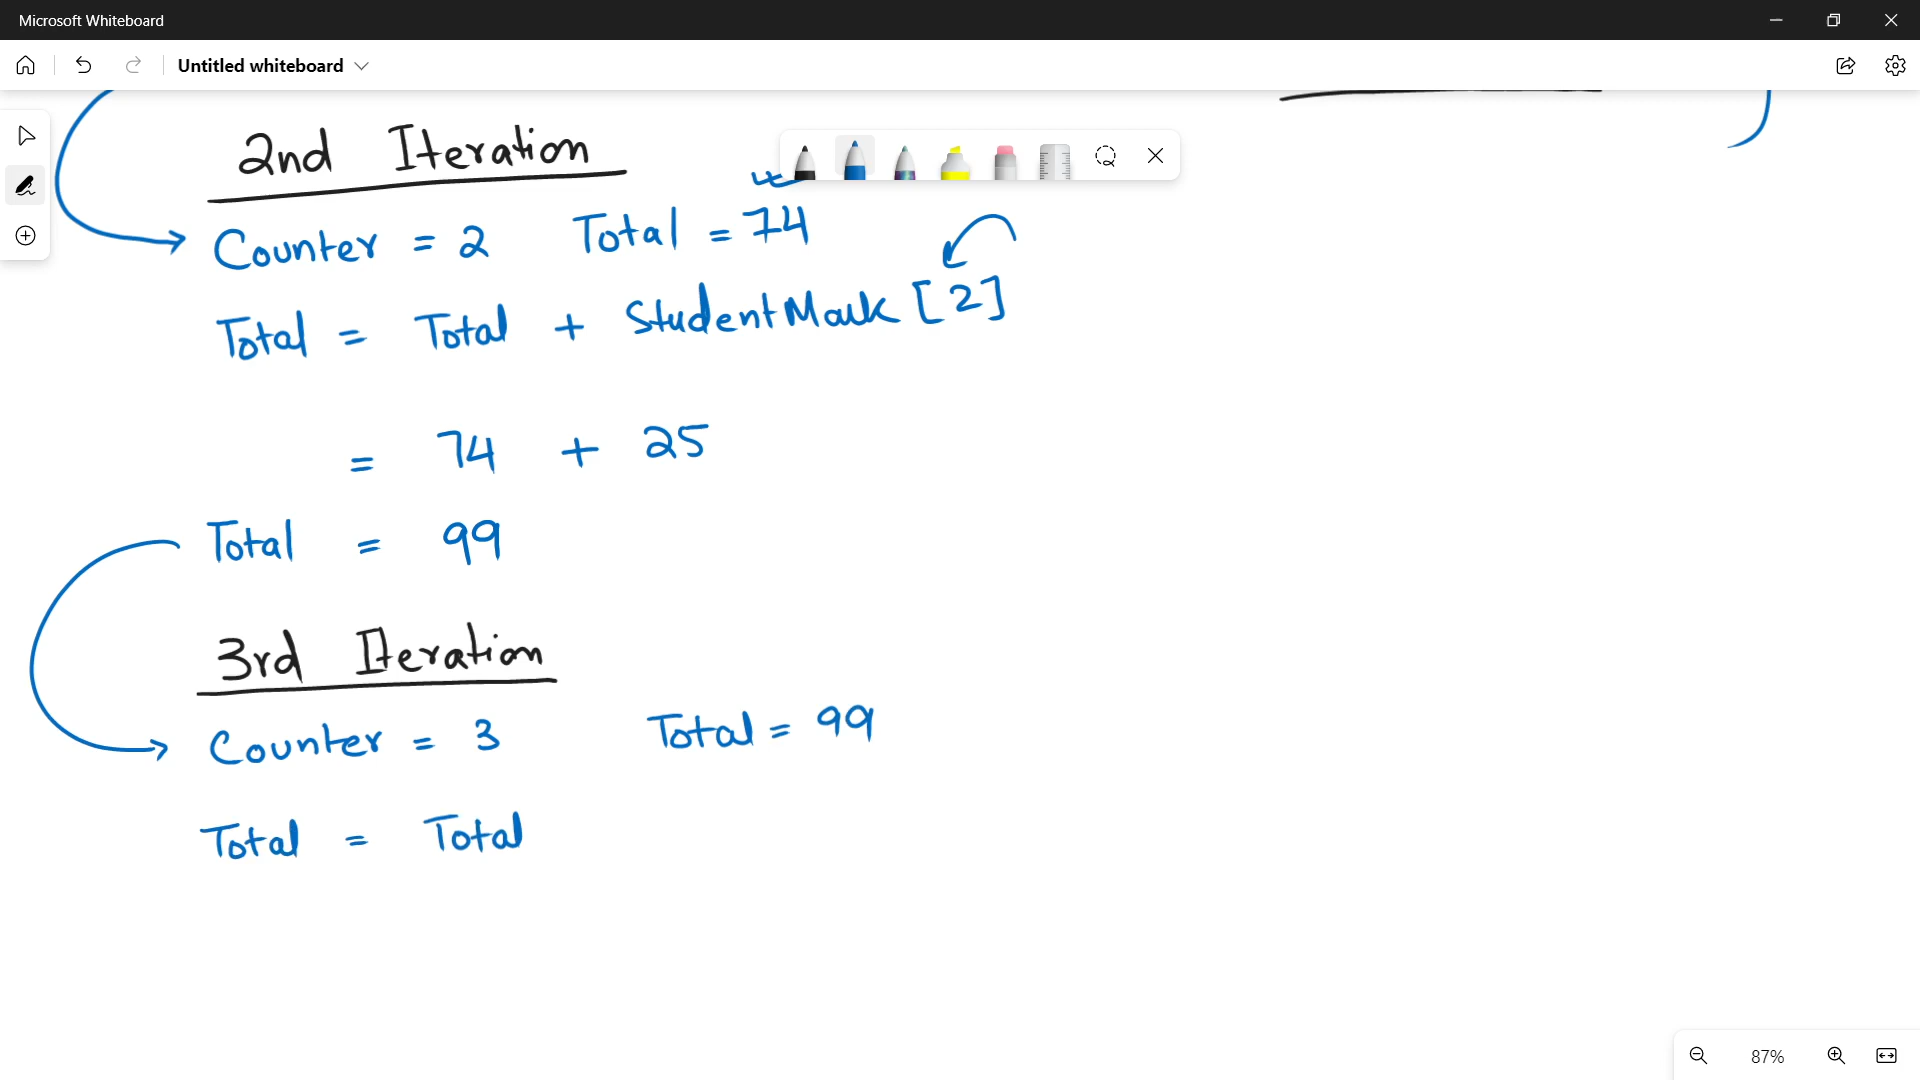 Microsoft Whiteboard
Untitled whiteboard
2nd Iteration
Counter = 2 Total = 74
Total = Total + StudentMark [2]
= 74 + 25
Total = 99
3rd Iteration
Counter = 3 Total = 99
Total = Total
87%